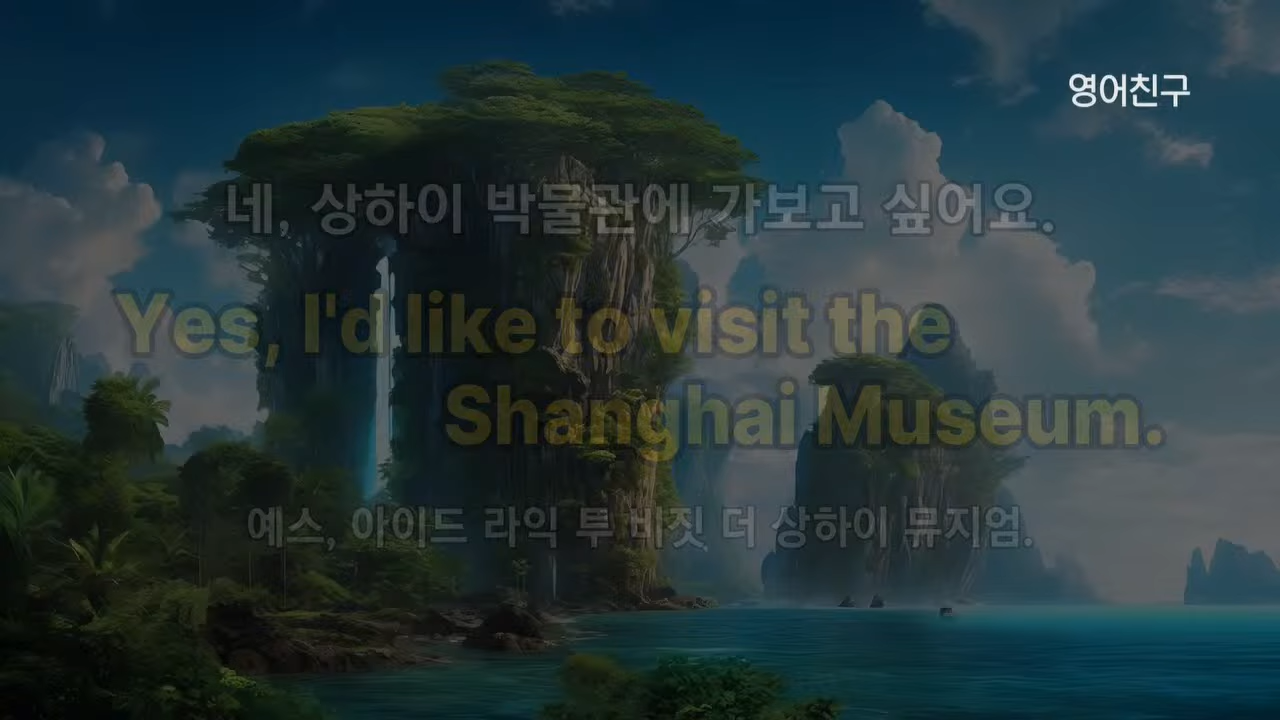 영어친구
네, 상하이 박물관에 가보고 싶어요.
Yes, I'd like to visit the
Shanghai Museum.
예스, 아이드 라익 투 비짓 더 상하이 뮤지엄.